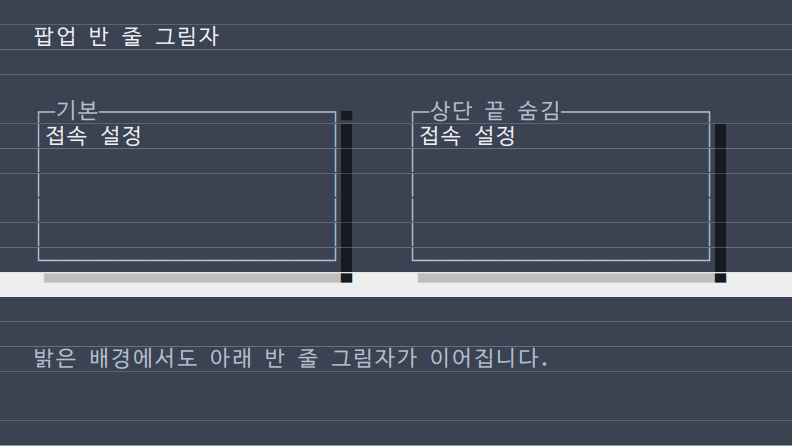 팝업 반 줄 그림자
기본 상단 끝 숨김
접속 설정 접속 설정
밝은 배경에서도 아래 반 줄 그림자가 이어집니다.